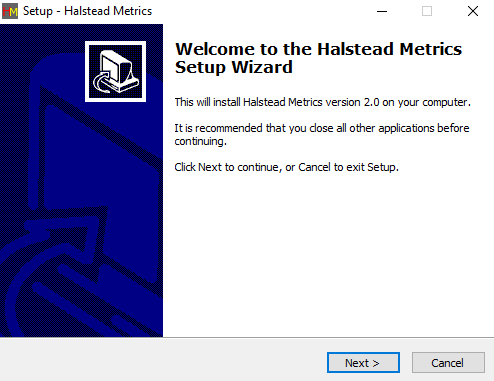 Setup - Halstead Metrics
Welcome to the Halstead Metrics
Setup Wizard
This will install Halstead Metrics version 2.0 on your computer.
It is recommended that you close all other applications before
continuing.
Click Next to continue, or Cancel to exit Setup.
Next >
Cancel